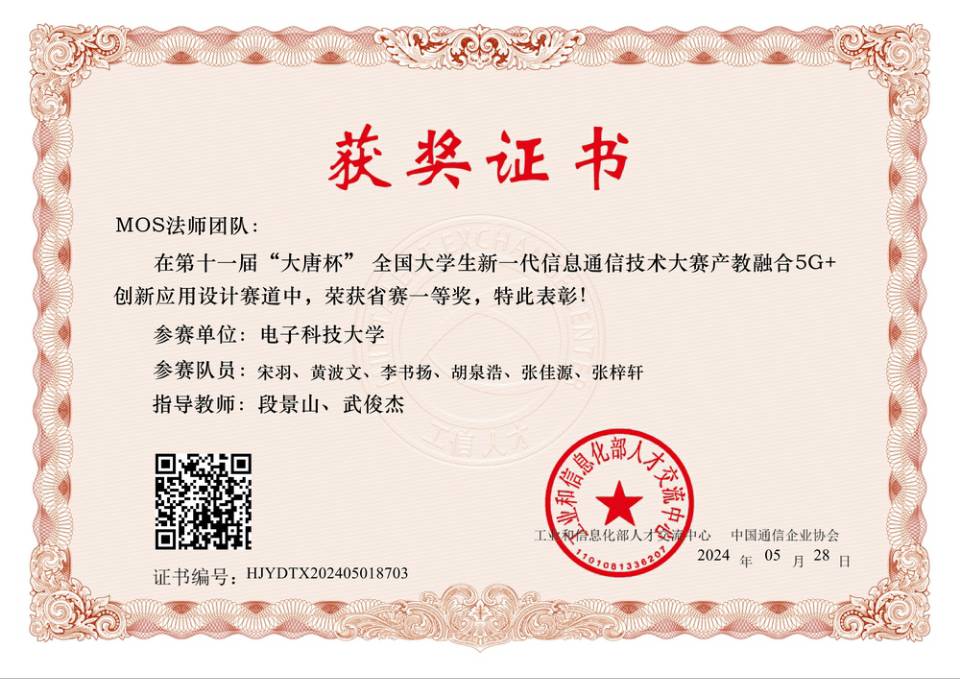 获奖证书
MOS法师团队：
在第十一届“大唐杯” 全国大学生新一代信息通信技术大赛产教融合5G+
创新应用设计赛道中，荣获省赛一等奖，特此表彰！
参赛单位：电子科技大学
参赛队员：宋羽、黄波文、李书扬、胡泉浩、张佳源、张梓轩
指导教师：段景山、武俊杰
工业和信息化部人才交流中心
1101081336207
工业和信息化部人才交流中心 中国通信企业协会
2024 年 05 月 28 日
证书编号：HJYDTX202405018703
工信人才